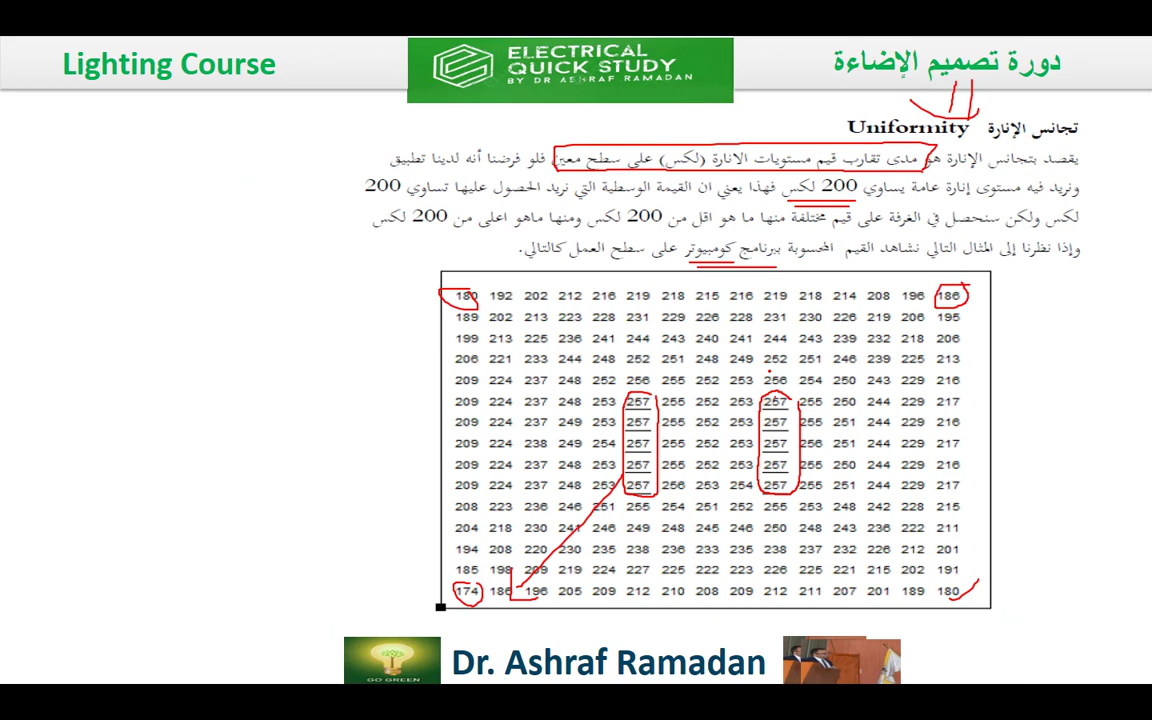 Lighting Course
ELECTRICAL
QUICK STUDY
BY DR ASHRAF RAMADAN
دورة تصميم الإضاءة
تجانس الإنارة Uniformity
يقصد بتجانس الإنارة هو مدى تقارب قيم مستويات الانارة (لكس) على سطح معين فلو فرضنا أنه لدينا تطبيق
ونريد فيه مستوى إنارة عامة يساوي 200 لكس فهذا يعني ان القيمة الوسطية التي نريد الحصول عليها تساوي 200
لكس ولكن سنحصل في الغرفة على قيم مختلفة منها ما هو اقل من 200 لكس ومنها ماهو اعلى من 200 لكس
وإذا نظرنا إلى المثال التالي نشاهد القيم المحسوبة ببرنامج كومبيوتر على سطح العمل كالتالي.
180 192 202 212 216 219 218 215 216 219 218 214 208 196 186
189 202 213 223 228 231 229 226 228 231 230 226 219 206 195
199 213 225 236 241 244 243 240 241 244 243 239 232 218 206
206 221 233 244 248 252 251 248 249 252 251 246 239 225 213
209 224 237 248 252 256 255 252 253 256 254 250 243 229 216
209 224 237 248 253 257 255 252 253 257 255 250 244 229 217
209 224 237 248 253 257 255 252 253 257 255 251 244 229 216
209 224 238 249 254 257 255 252 253 257 256 251 244 229 217
209 224 237 248 253 257 255 252 253 257 255 250 244 229 216
209 224 237 248 253 257 256 253 254 257 255 251 244 229 217
208 223 236 246 251 255 254 251 252 255 253 248 242 228 215
204 218 230 241 246 249 248 245 246 250 248 243 236 222 211
194 208 220 230 235 238 236 233 235 238 237 232 226 212 201
185 198 209 219 224 227 225 222 223 226 225 221 215 202 191
174 186 196 205 209 212 210 208 209 212 211 207 201 189 180
GO GREEN
Dr. Ashraf Ramadan